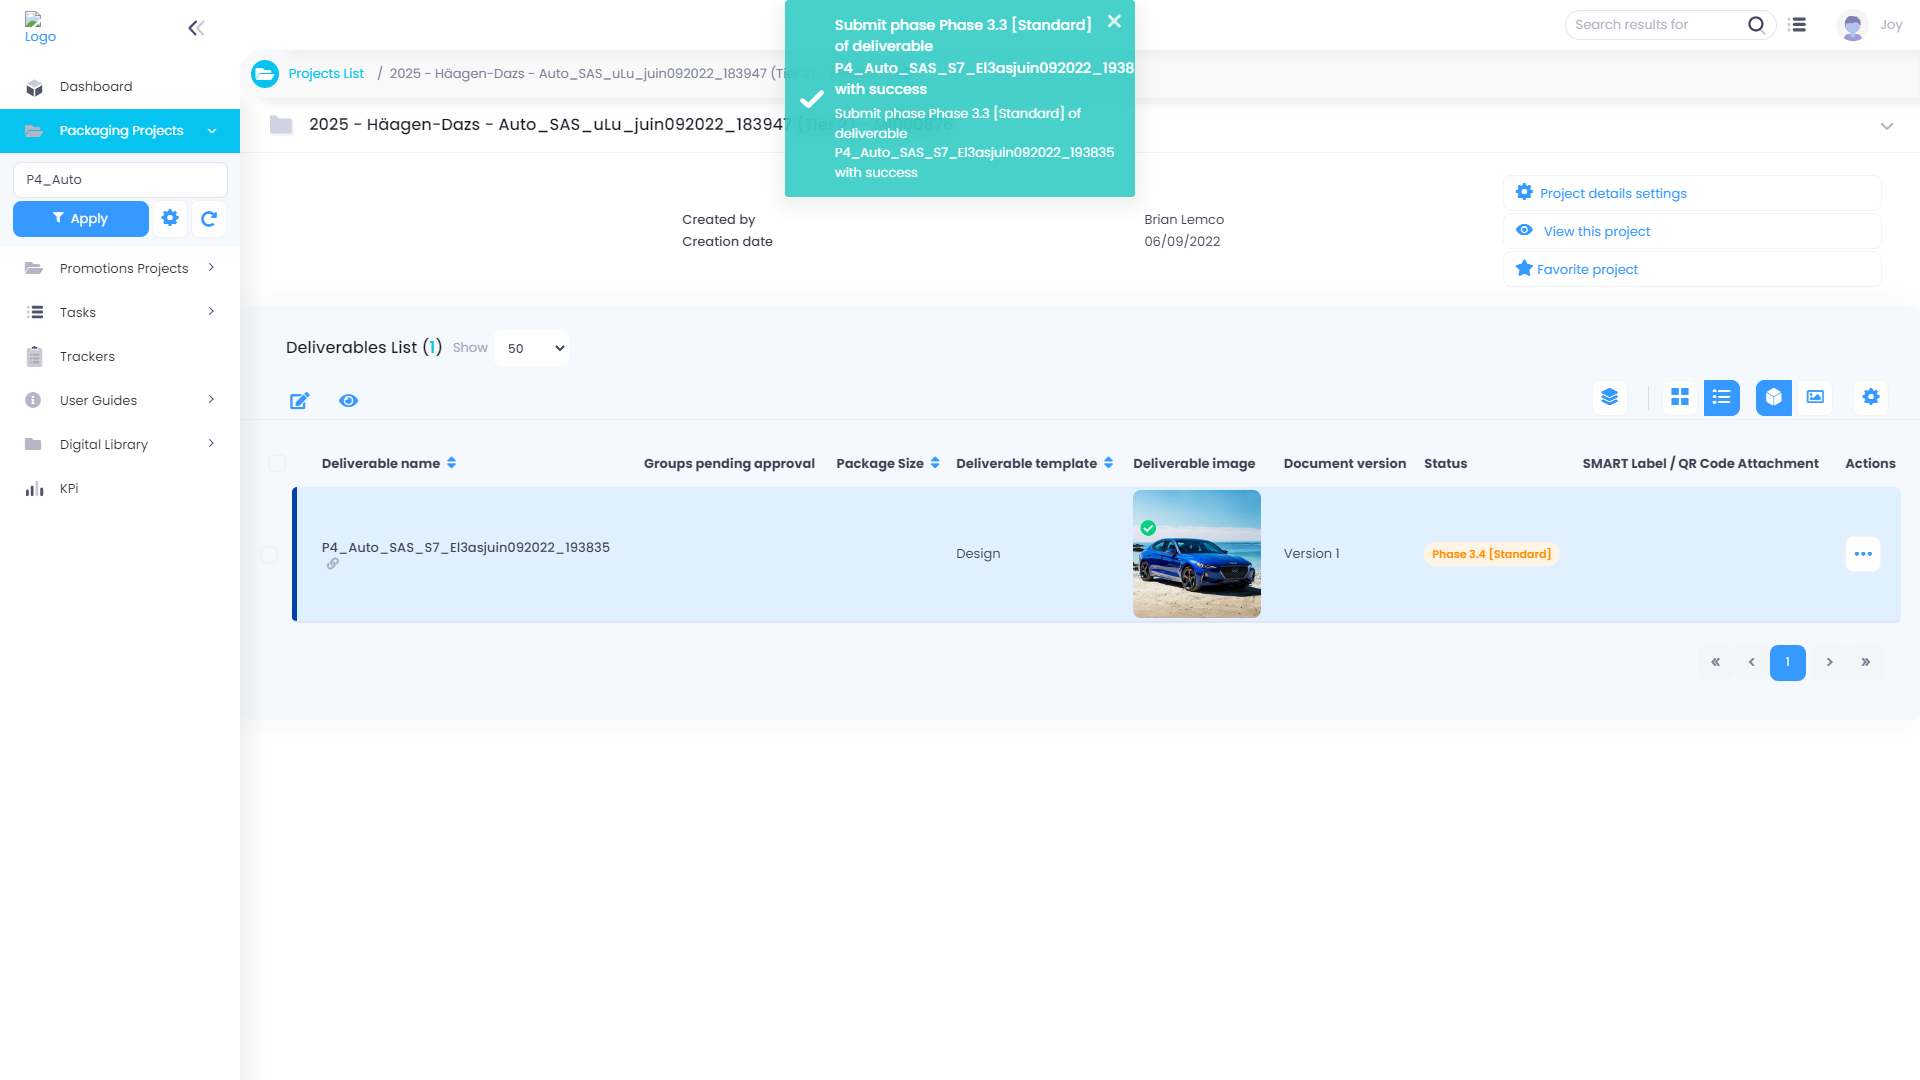 Logo
Search results for
Joy
Dashboard
Packaging Projects
P4_Auto
Apply
Promotions Projects
Tasks
Trackers
User Guides
Digital Library
KPi
Submit phase Phase 3.3 [Standard]
of deliverable
P4_Auto_SAS_S7_El3asjuin092022_1938
with success
Submit phase Phase 3.3 [Standard] of
deliverable
P4_Auto_SAS_S7_El3asjuin092022_193835
with success
Projects List / 2025 - Häagen-Dazs - Auto_SAS_uLu_juin092022_183947 (Tier
2025 - Häagen-Dazs - Auto_SAS_uLu_juin092022_183947 (Tier
Created by
Brian Lemco
Creation date
06/09/2022
Project details settings
View this project
Favorite project
Deliverables List (1) Show 50
Deliverable name
Groups pending approval
Package Size
Deliverable template
Deliverable image
Document version
Status
SMART Label / QR Code Attachment
Actions
P4_Auto_SAS_S7_El3asjuin092022_193835
Design
Version 1
Phase 3.4 [Standard]
« ‹ 1 › »